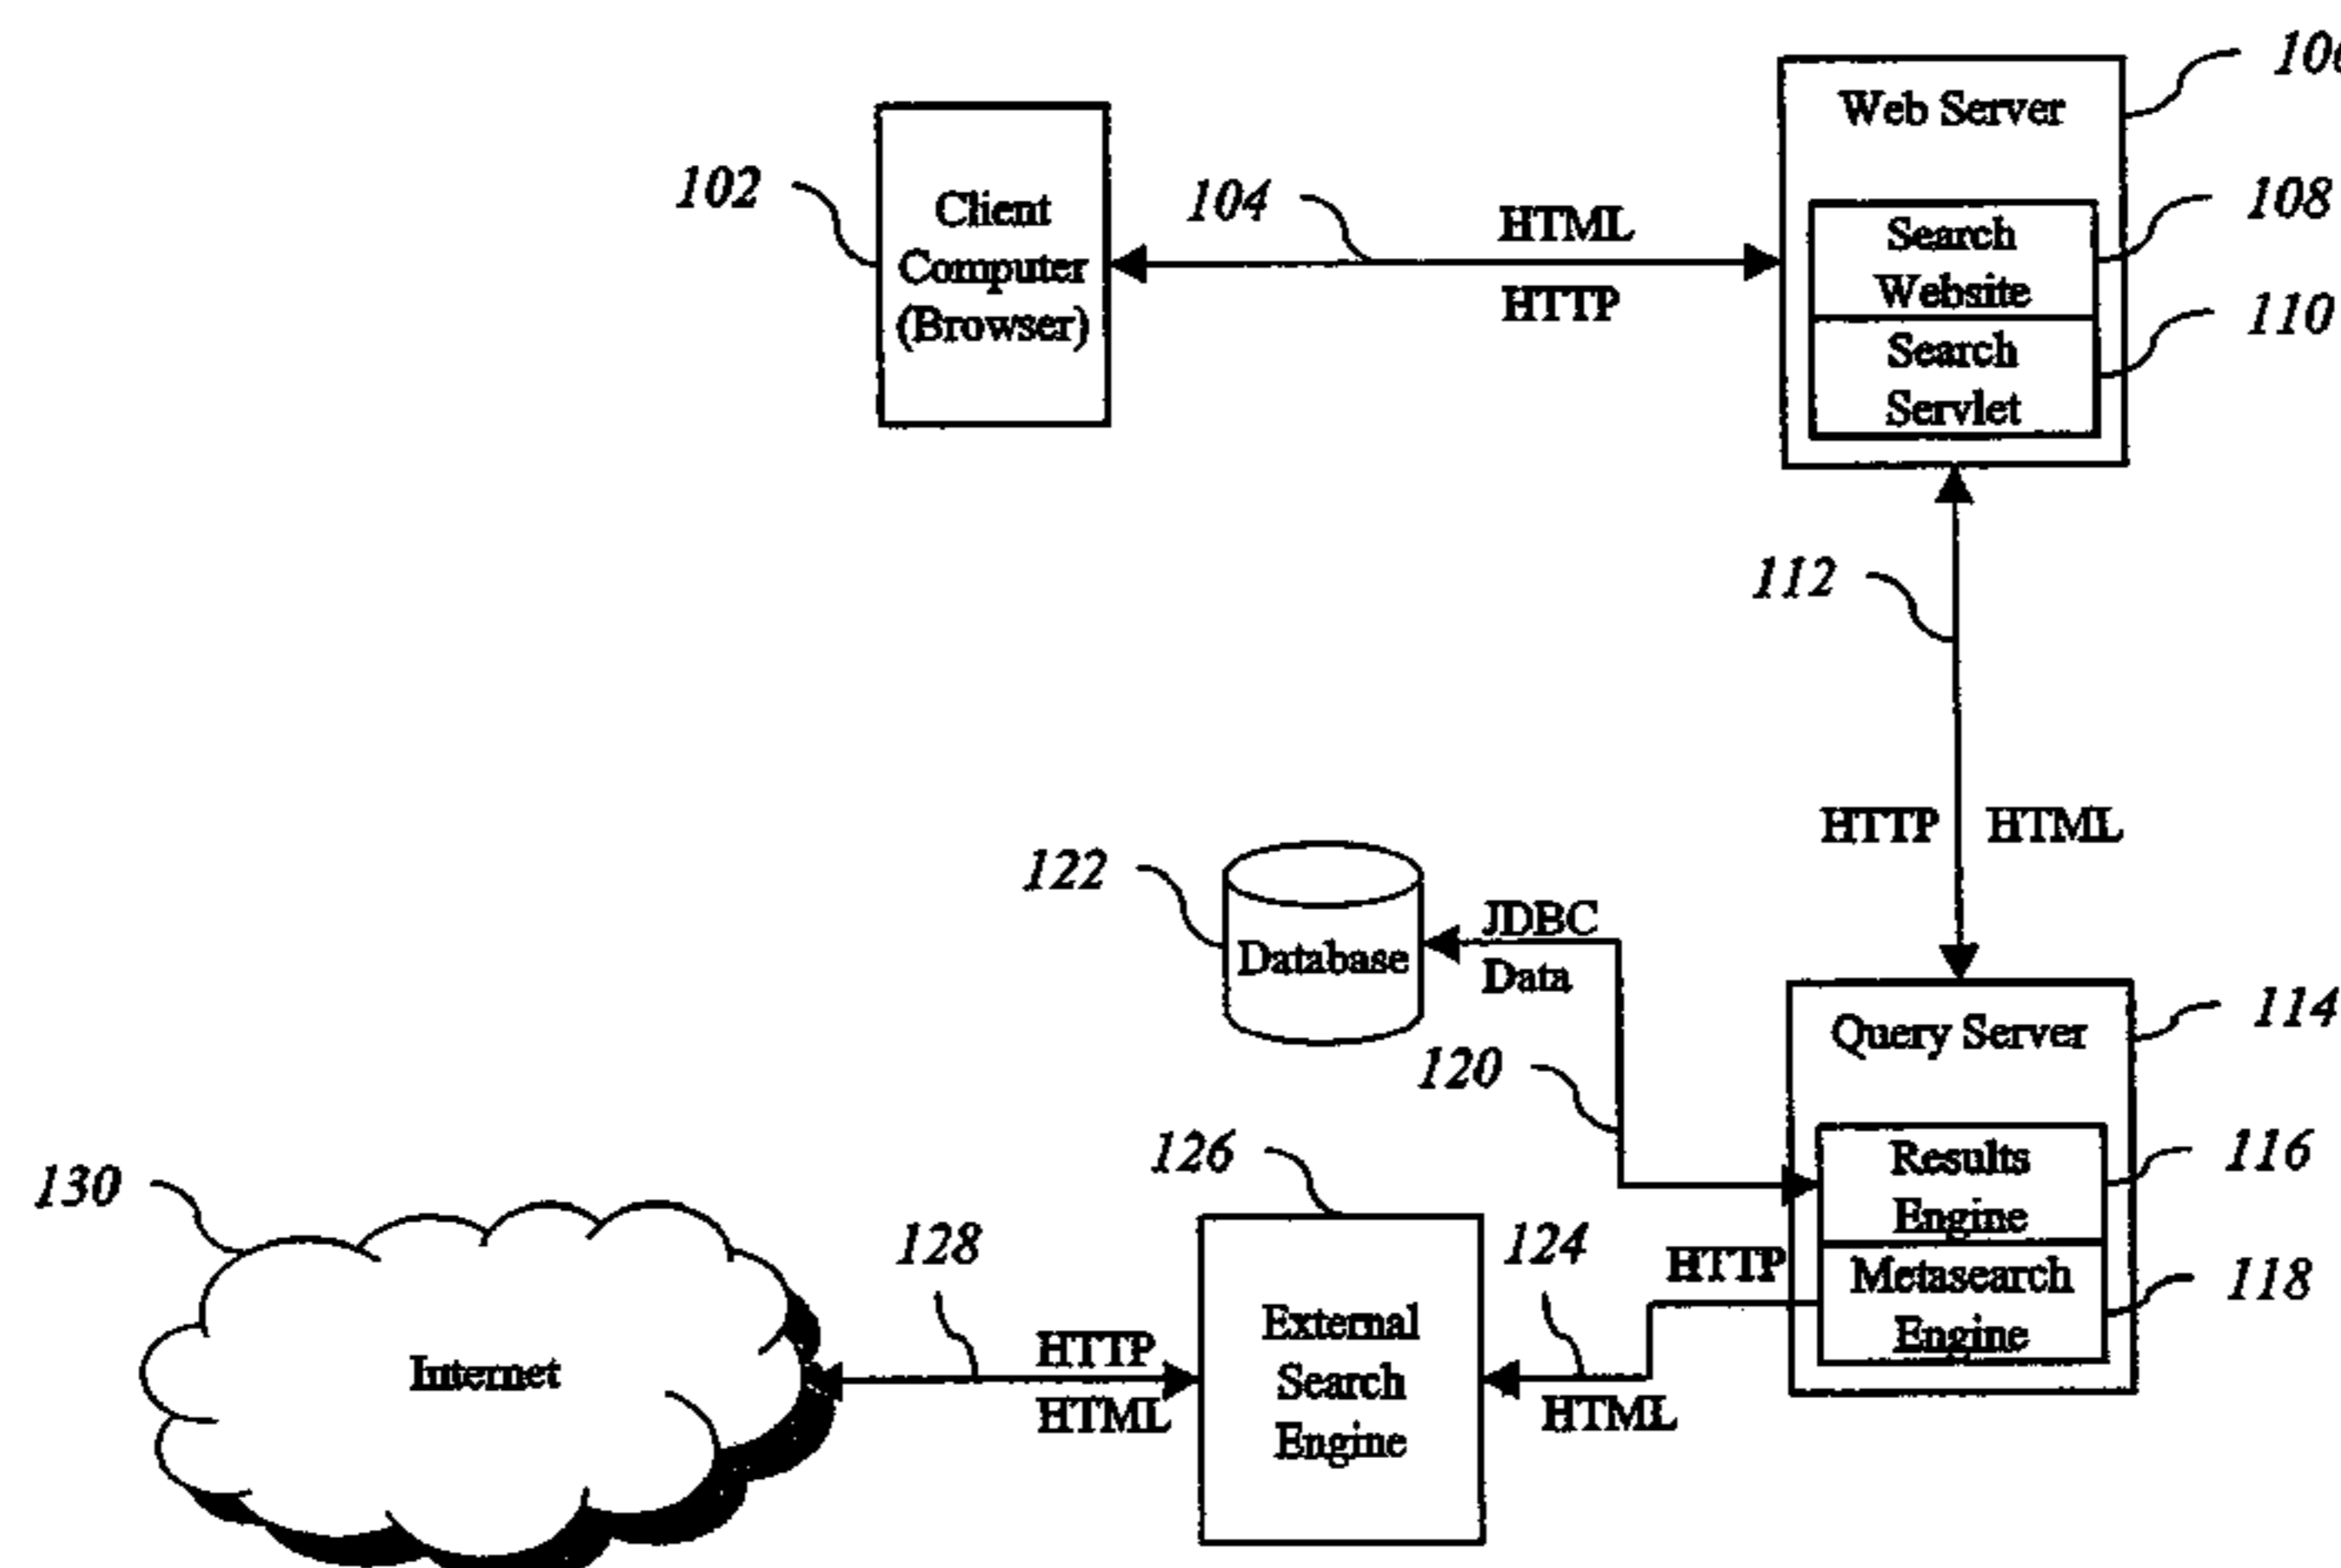 106
Web Server
102
Client
Computer
(Browser)
104
HTML
HTTP
Search
Website
108
Search
Servlet
110
112
HTTP HTML
122
Database
JDBC
Data
120
Query Server
114
Results
Engine
116
Metasearch
Engine
118
HTTP
124
HTML
126
External
Search
Engine
128
HTTP
HTML
130
Internet